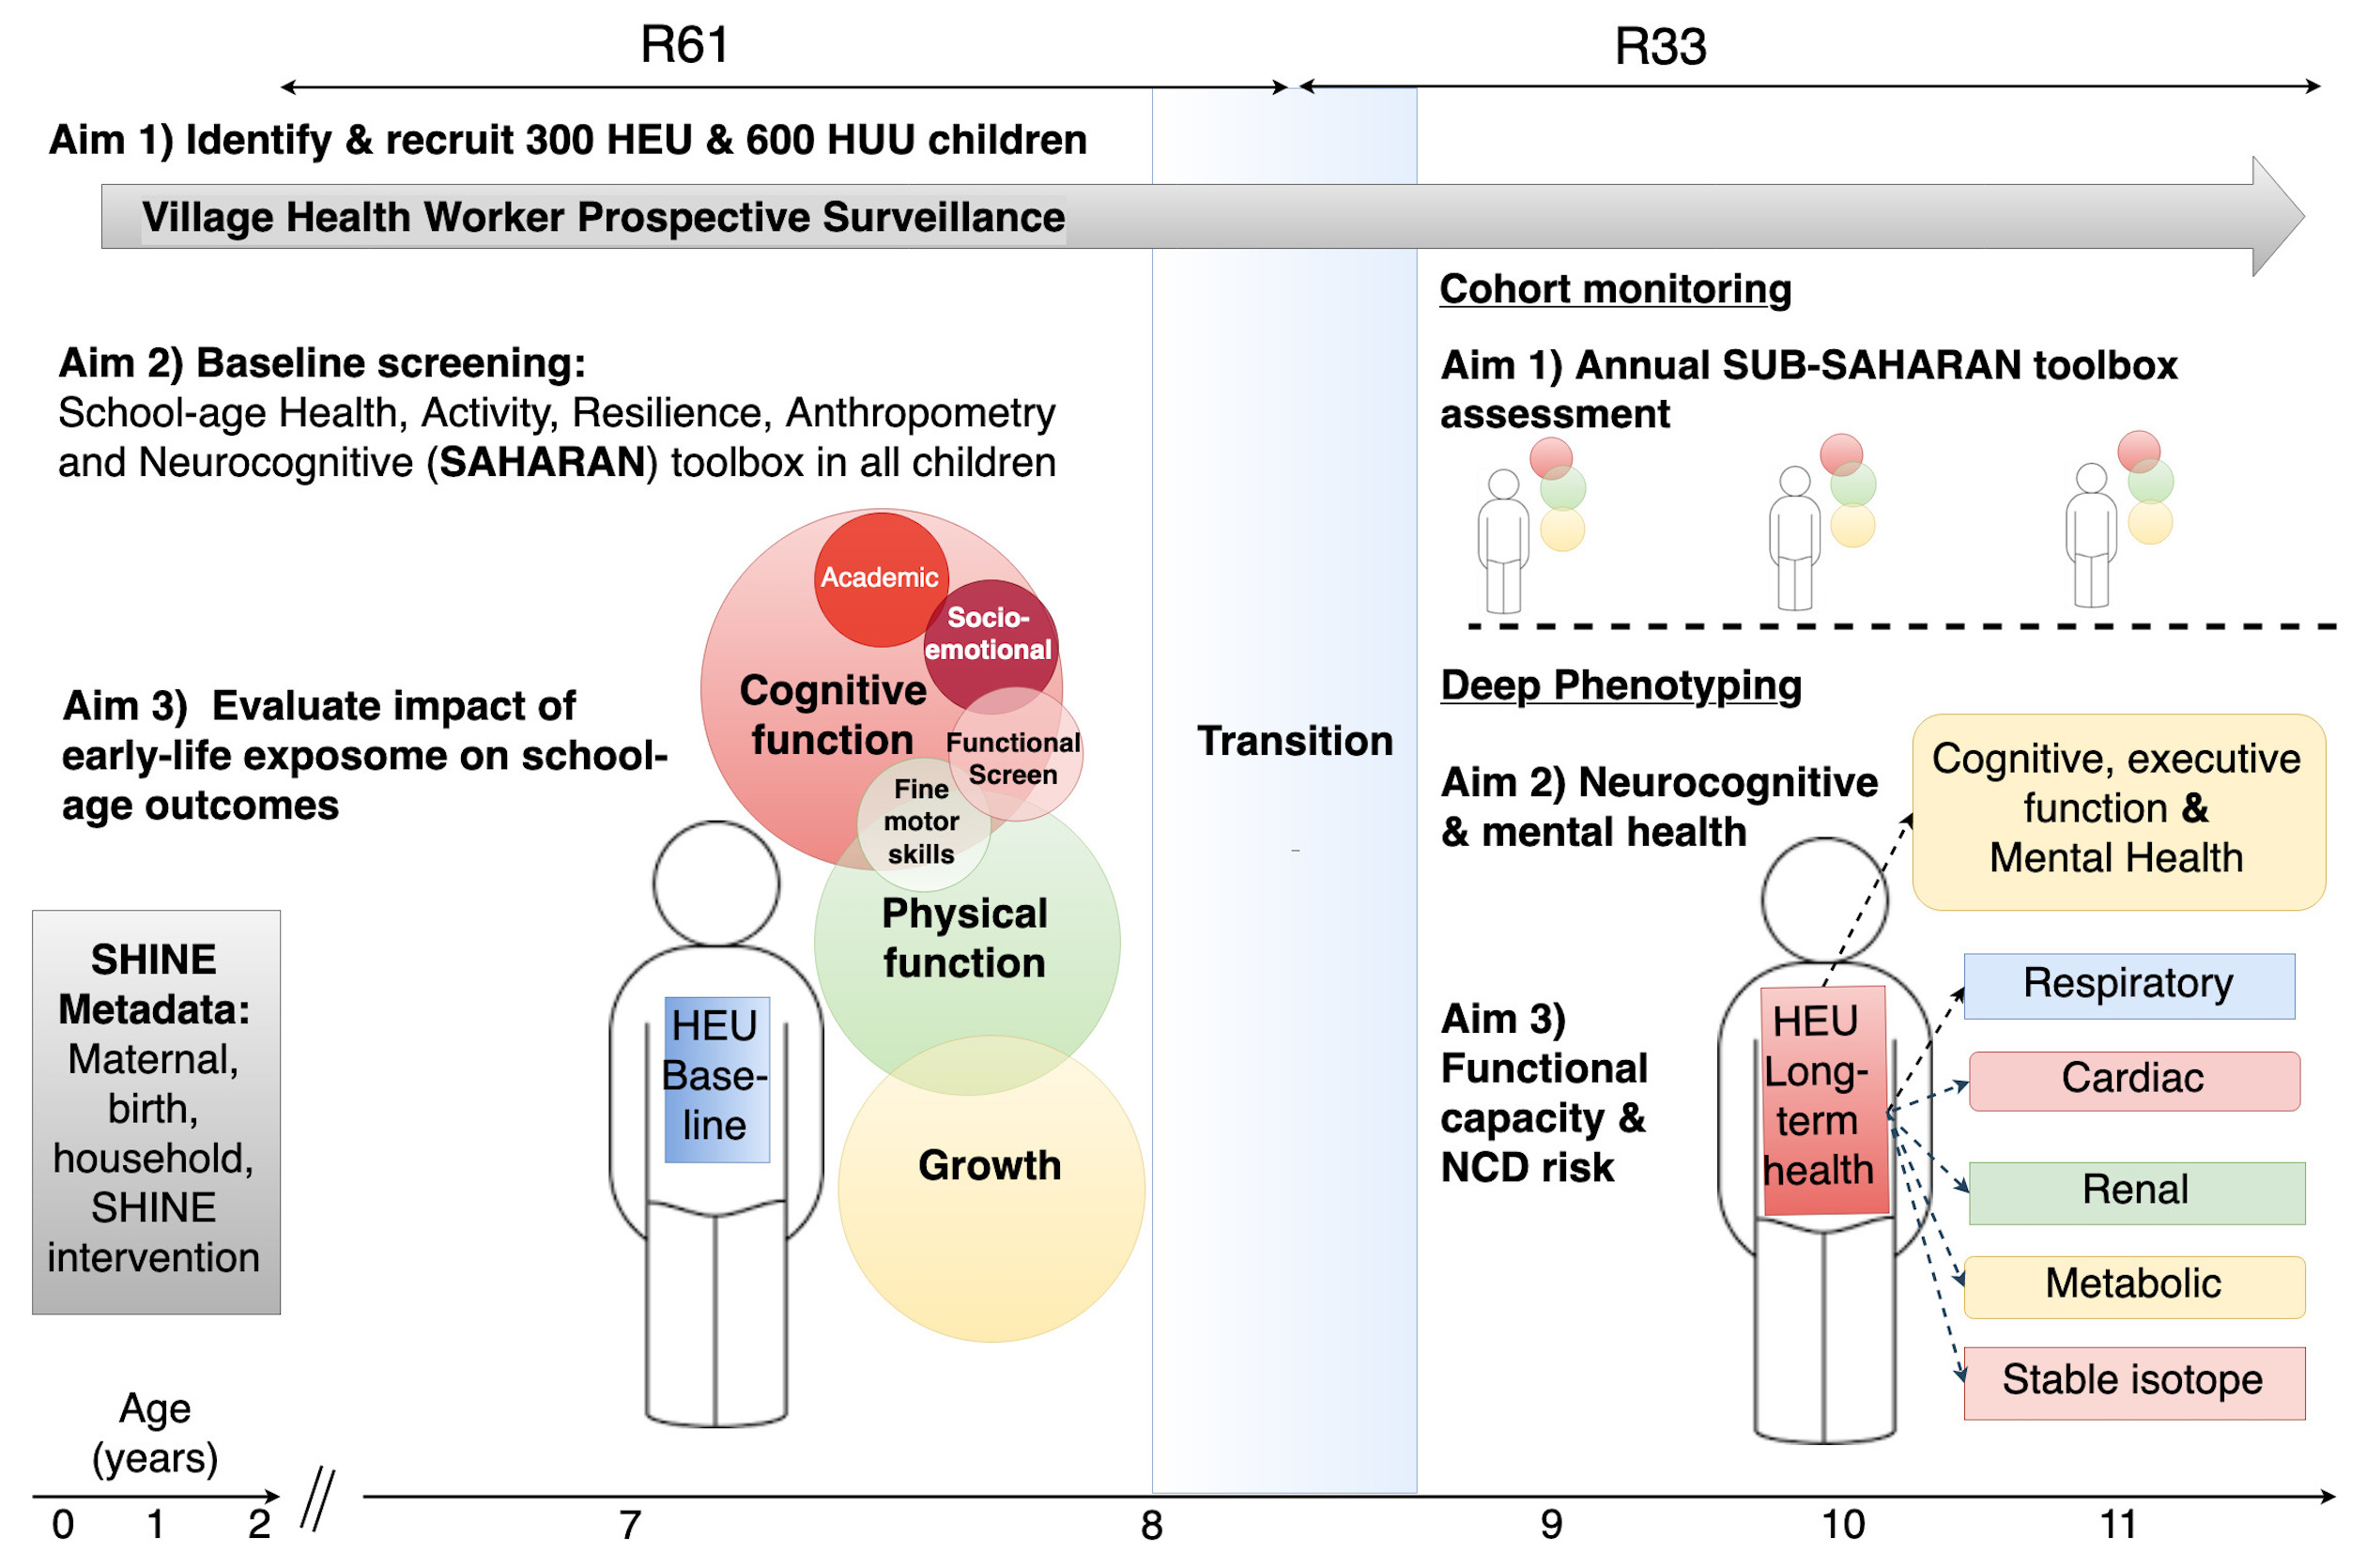 R61
R33
Aim 1) Identify & recruit 300 HEU & 600 HUU children
Village Health Worker Prospective Surveillance
Aim 2) Baseline screening:
School-age Health, Activity, Resilience, Anthropometry
and Neurocognitive (SAHARAN) toolbox in all children
Aim 3)  Evaluate impact of
early-life exposome on school-
age outcomes
Academic
Socio-
emotional
Cognitive
function
Functional
Screen
Fine
motor
skills
Physical
function
Growth
HEU
Base-
line
SHINE
Metadata:
Maternal,
birth,
household,
SHINE
intervention
Transition
Cohort monitoring
Aim 1) Annual SUB-SAHARAN toolbox
assessment
Deep Phenotyping
Aim 2) Neurocognitive
& mental health
Cognitive, executive
function &
Mental Health
Aim 3)
Functional
capacity &
NCD risk
HEU
Long-
term
health
Respiratory
Cardiac
Renal
Metabolic
Stable isotope
Age
(years)
0 1 2 7 8 9 10 11